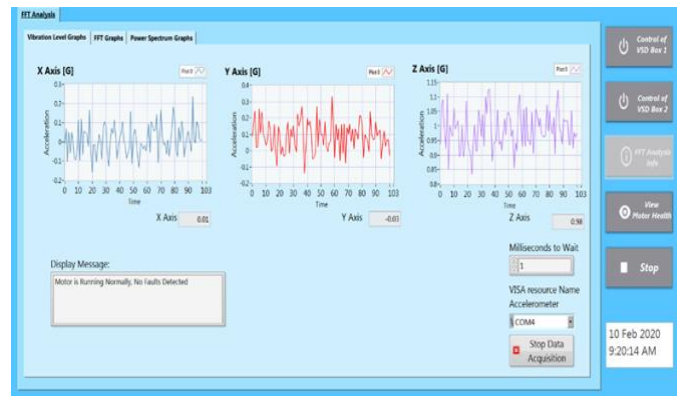 FFT Analysis
Vibration Level Graphs FFT Graphs Power Spectrum Graphs
X Axis [G] Plot 0
0.3
0.2
0.1
0
-0.1
-0.2
Acceleration
0 10 20 30 40 50 60 70 80 90 103
Time
X Axis 0.01
Y Axis [G] Plot 0
0.4
0.3
0.2
0.1
0
-0.1
-0.2
Acceleration
0 10 20 30 40 50 60 70 80 90 103
Time
Y Axis -0.03
Z Axis [G] Plot 0
1.15
1.1
1.05
1
0.95
0.9
0.85
0.8
Acceleration
0 10 20 30 40 50 60 70 80 90 103
Time
Z Axis 0.98
Display Message:
Motor is Running Normally, No Faults Detected
Milliseconds to Wait
1
VISA resource Name
Accelerometer
COM4
Stop Data
Acquisition
Control of
VSD Box 1
Control of
VSD Box 2
FFT Analysis
Info
View
Motor Health
Stop
10 Feb 2020
9:20:14 AM